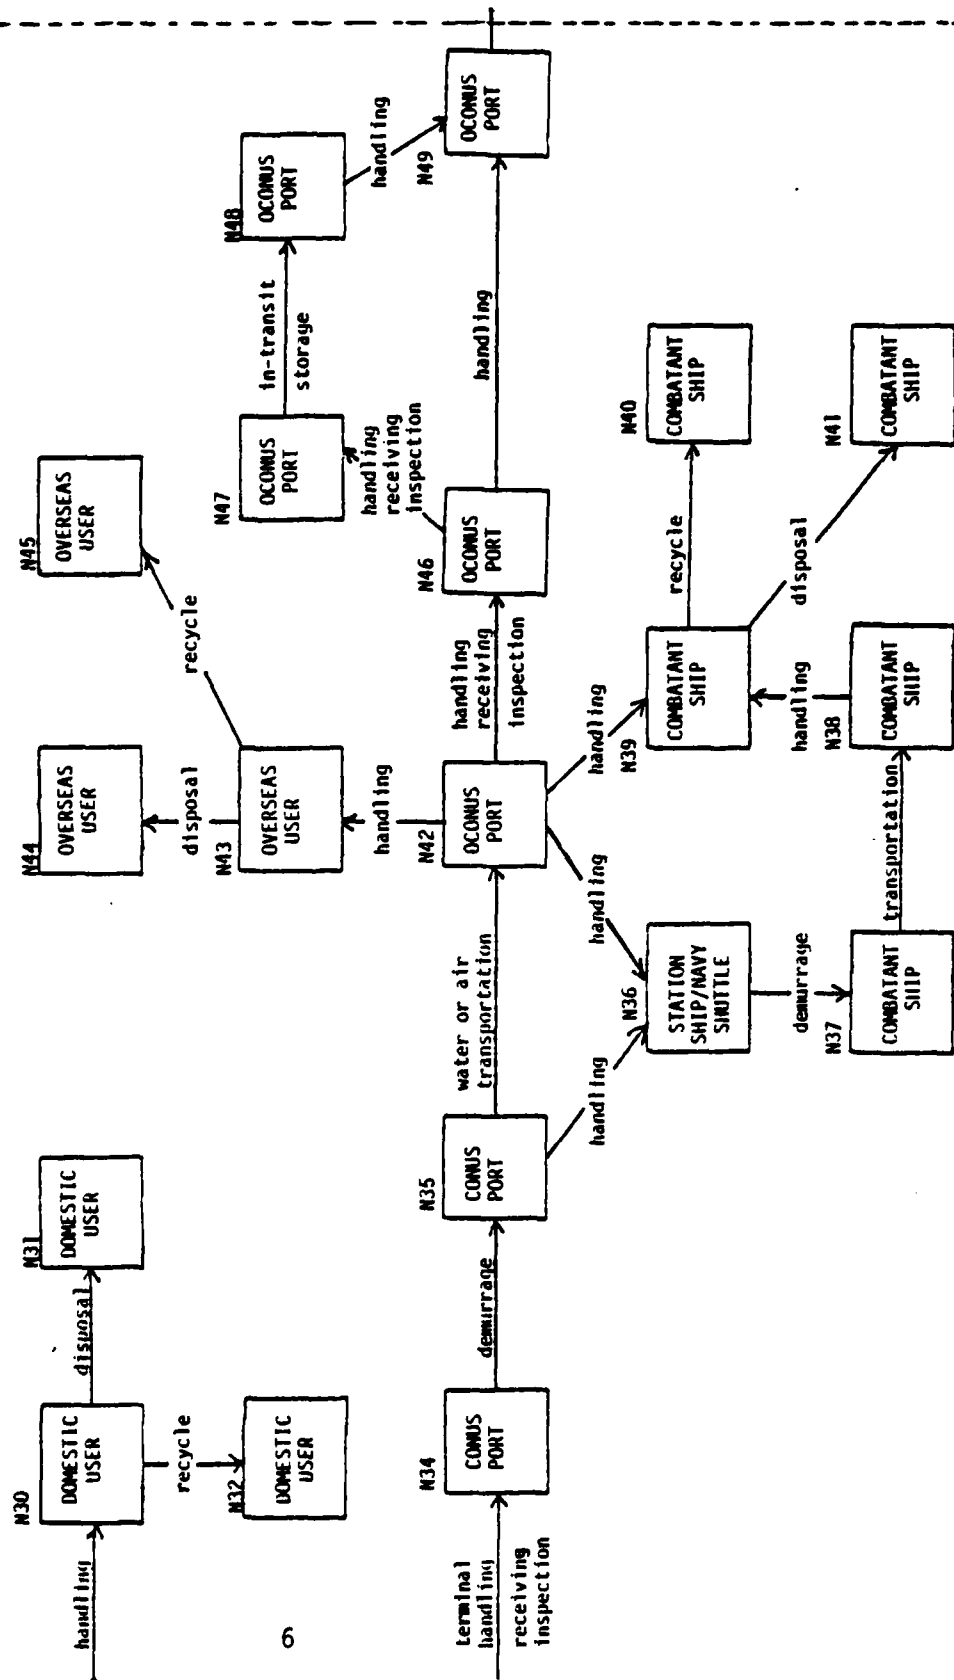 handling
N30
DOMESTIC
USER
disposal
N31
DOMESTIC
USER
recycle
N32
DOMESTIC
USER
terminal
handling
receiving
inspection
N34
CONUS
PORT
demurrage
N35
CONUS
PORT
water or air
transportation
handling
N36
STATION
SHIP/NAVY
SHUTTLE
demurrage
N37
COMBATANT
SHIP
transportation
N38
COMBATANT
SHIP
handling
N39
COMBATANT
SHIP
recycle
N40
COMBATANT
SHIP
disposal
N41
COMBATANT
SHIP
N42
OCONUS
PORT
handling
handling
handling
N43
OVERSEAS
USER
disposal
N44
OVERSEAS
USER
recycle
N45
OVERSEAS
USER
handling
receiving
inspection
N46
OCONUS
PORT
handling
receiving
inspection
N47
OCONUS
PORT
in-transit
storage
N48
OCONUS
PORT
handling
handling
N49
OCONUS
PORT
6